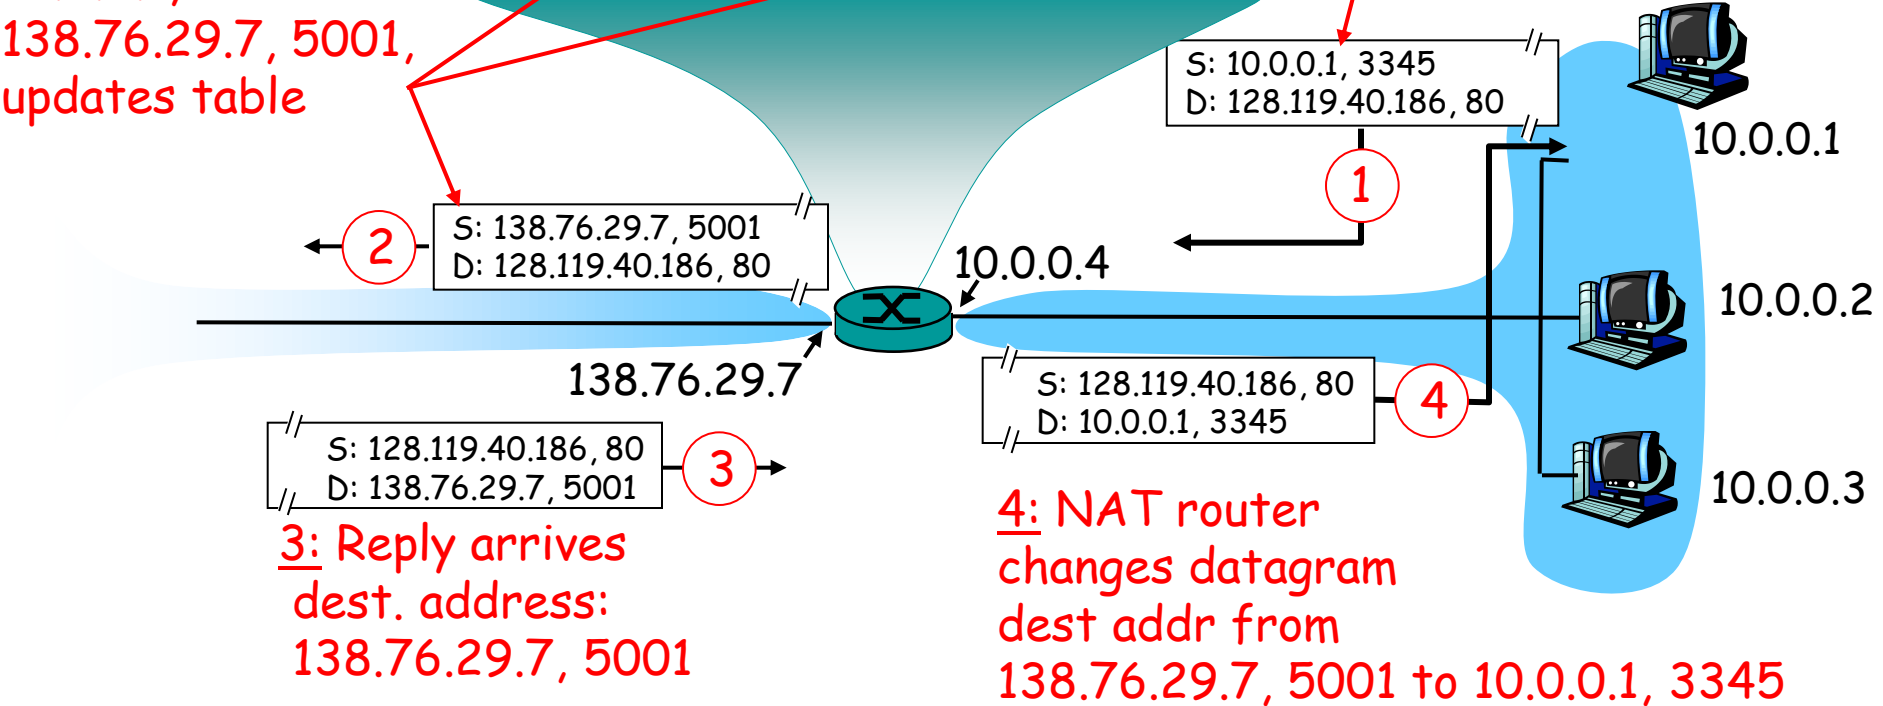 138.76.29.7, 5001,
updates table
S: 10.0.0.1, 3345
D: 128.119.40.186, 80
10.0.0.1
1
S: 138.76.29.7, 5001
D: 128.119.40.186, 80
2
10.0.0.4
10.0.0.2
138.76.29.7
S: 128.119.40.186, 80
D: 10.0.0.1, 3345
4
S: 128.119.40.186, 80
D: 138.76.29.7, 5001
3
10.0.0.3
3: Reply arrives
dest. address:
138.76.29.7, 5001
4: NAT router
changes datagram
dest addr from
138.76.29.7, 5001 to 10.0.0.1, 3345